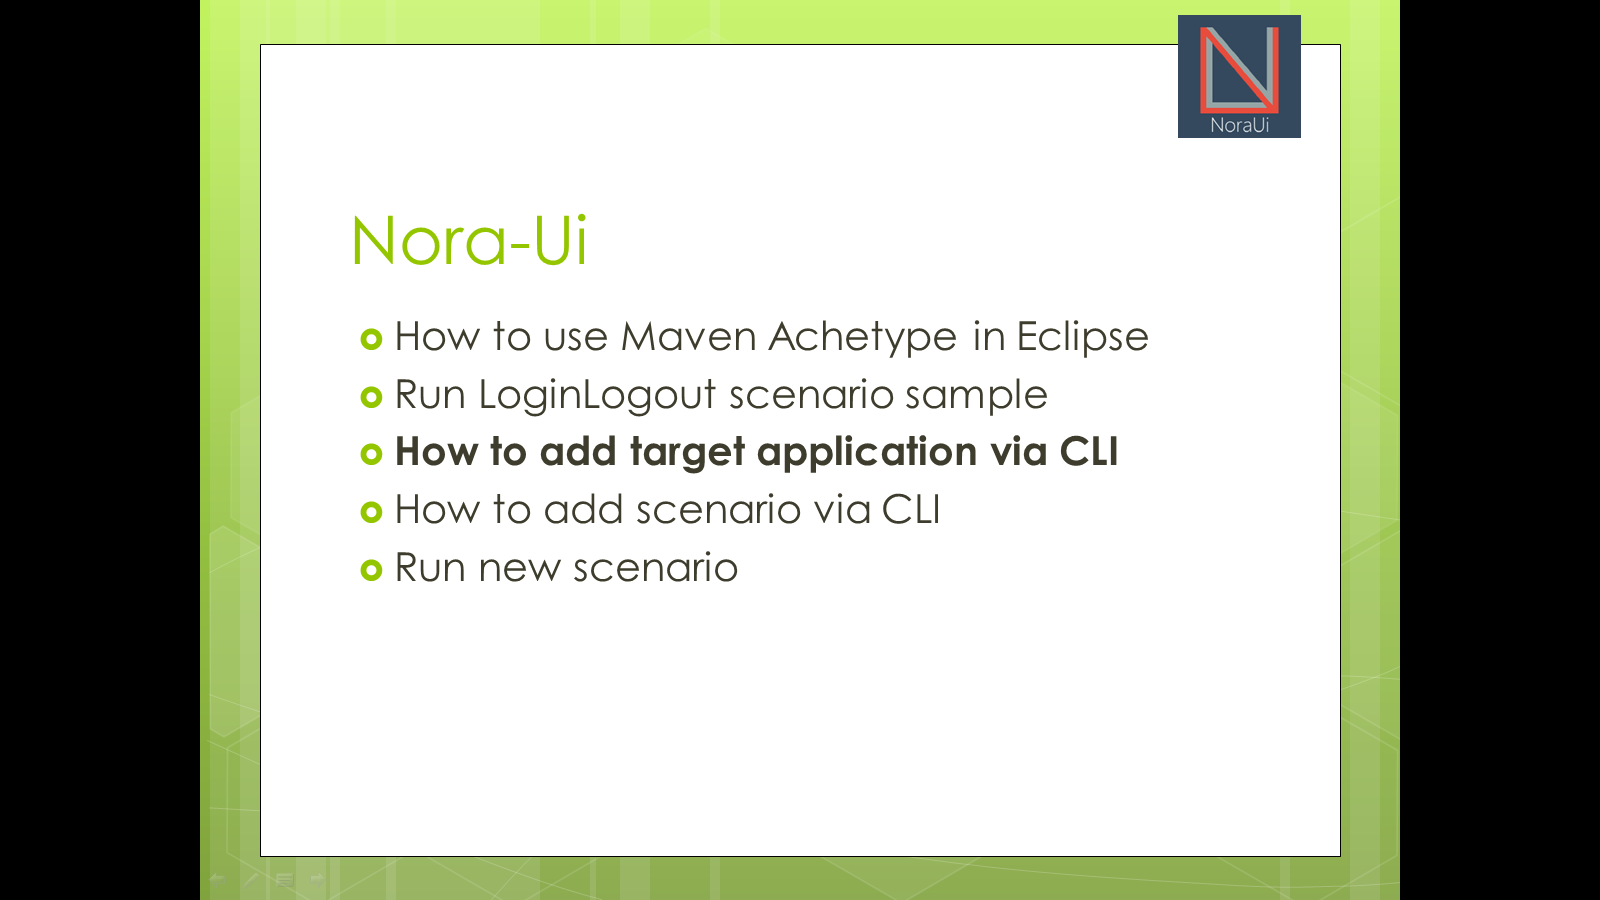 NoraUi
Nora-Ui
How to use Maven Achetype in Eclipse
Run LoginLogout scenario sample
How to add target application via CLI
How to add scenario via CLI
Run new scenario